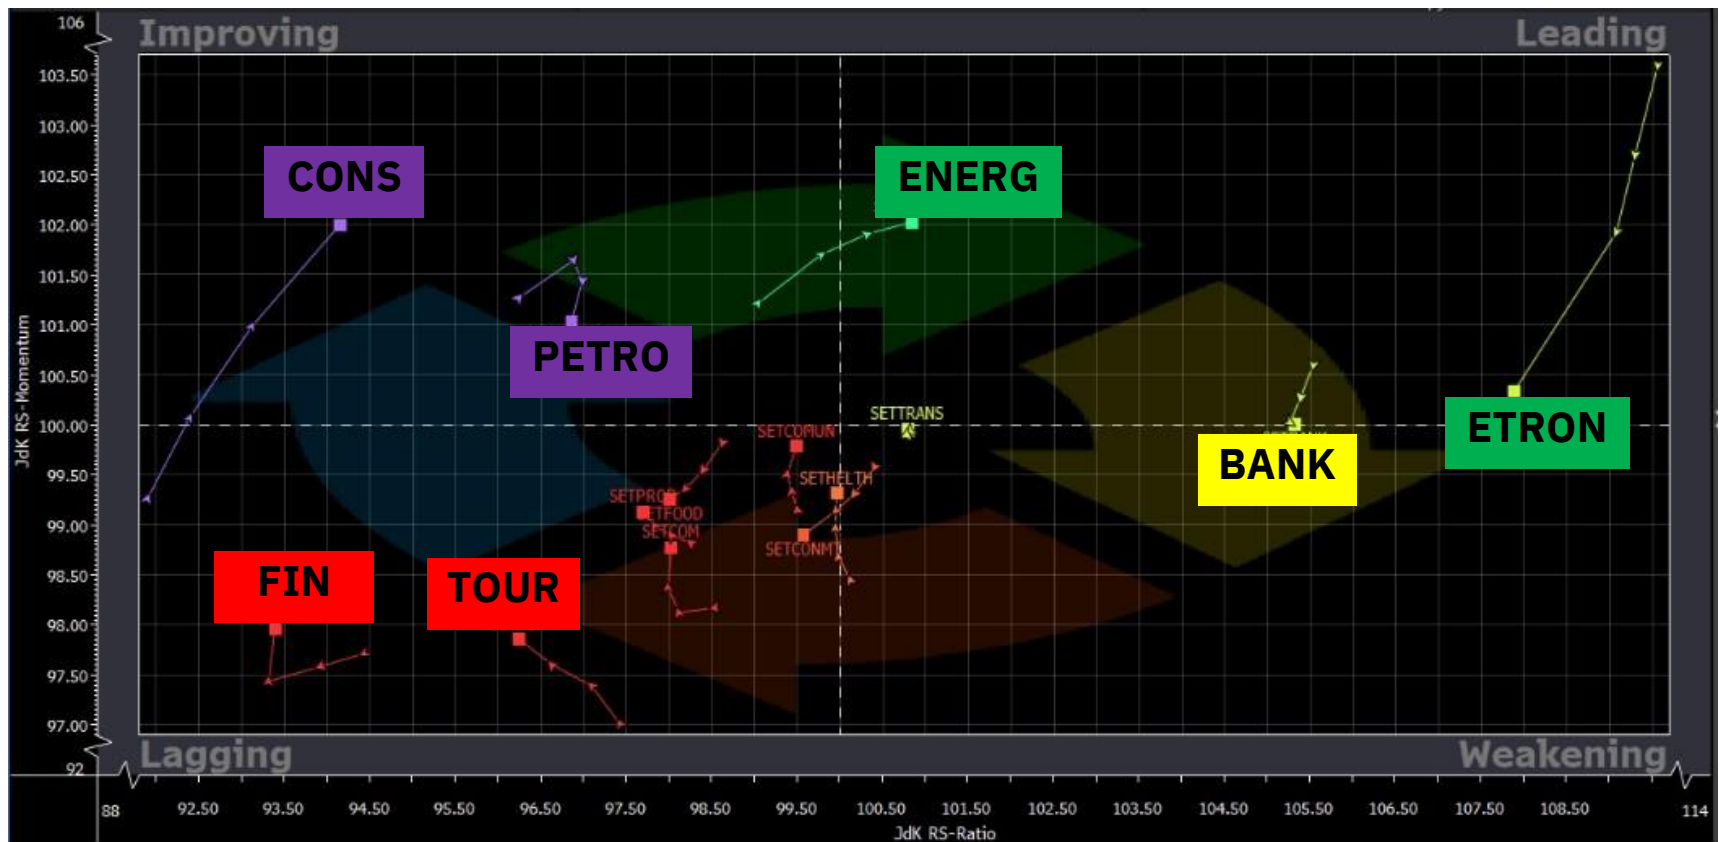 106
Improving
Leading
103.50
103.00
102.50
CONS
ENERG
102.00
101.50
101.00
PETRO
100.50
SETTRANS
100.00
SETCOMUN
ETRON
BANK
99.50
SETHELTH
SETPROP
99.00
ETFOOD
SETCOM
SETCONMT
98.50
FIN
TOUR
98.00
97.50
97.00
JdK RS-Momentum
Lagging
Weakening
92
88
92.50
93.50
94.50
95.50
96.50
97.50
98.50
99.50
100.50
101.50
102.50
103.50
104.50
105.50
106.50
107.50
108.50
114
JdK RS-Ratio